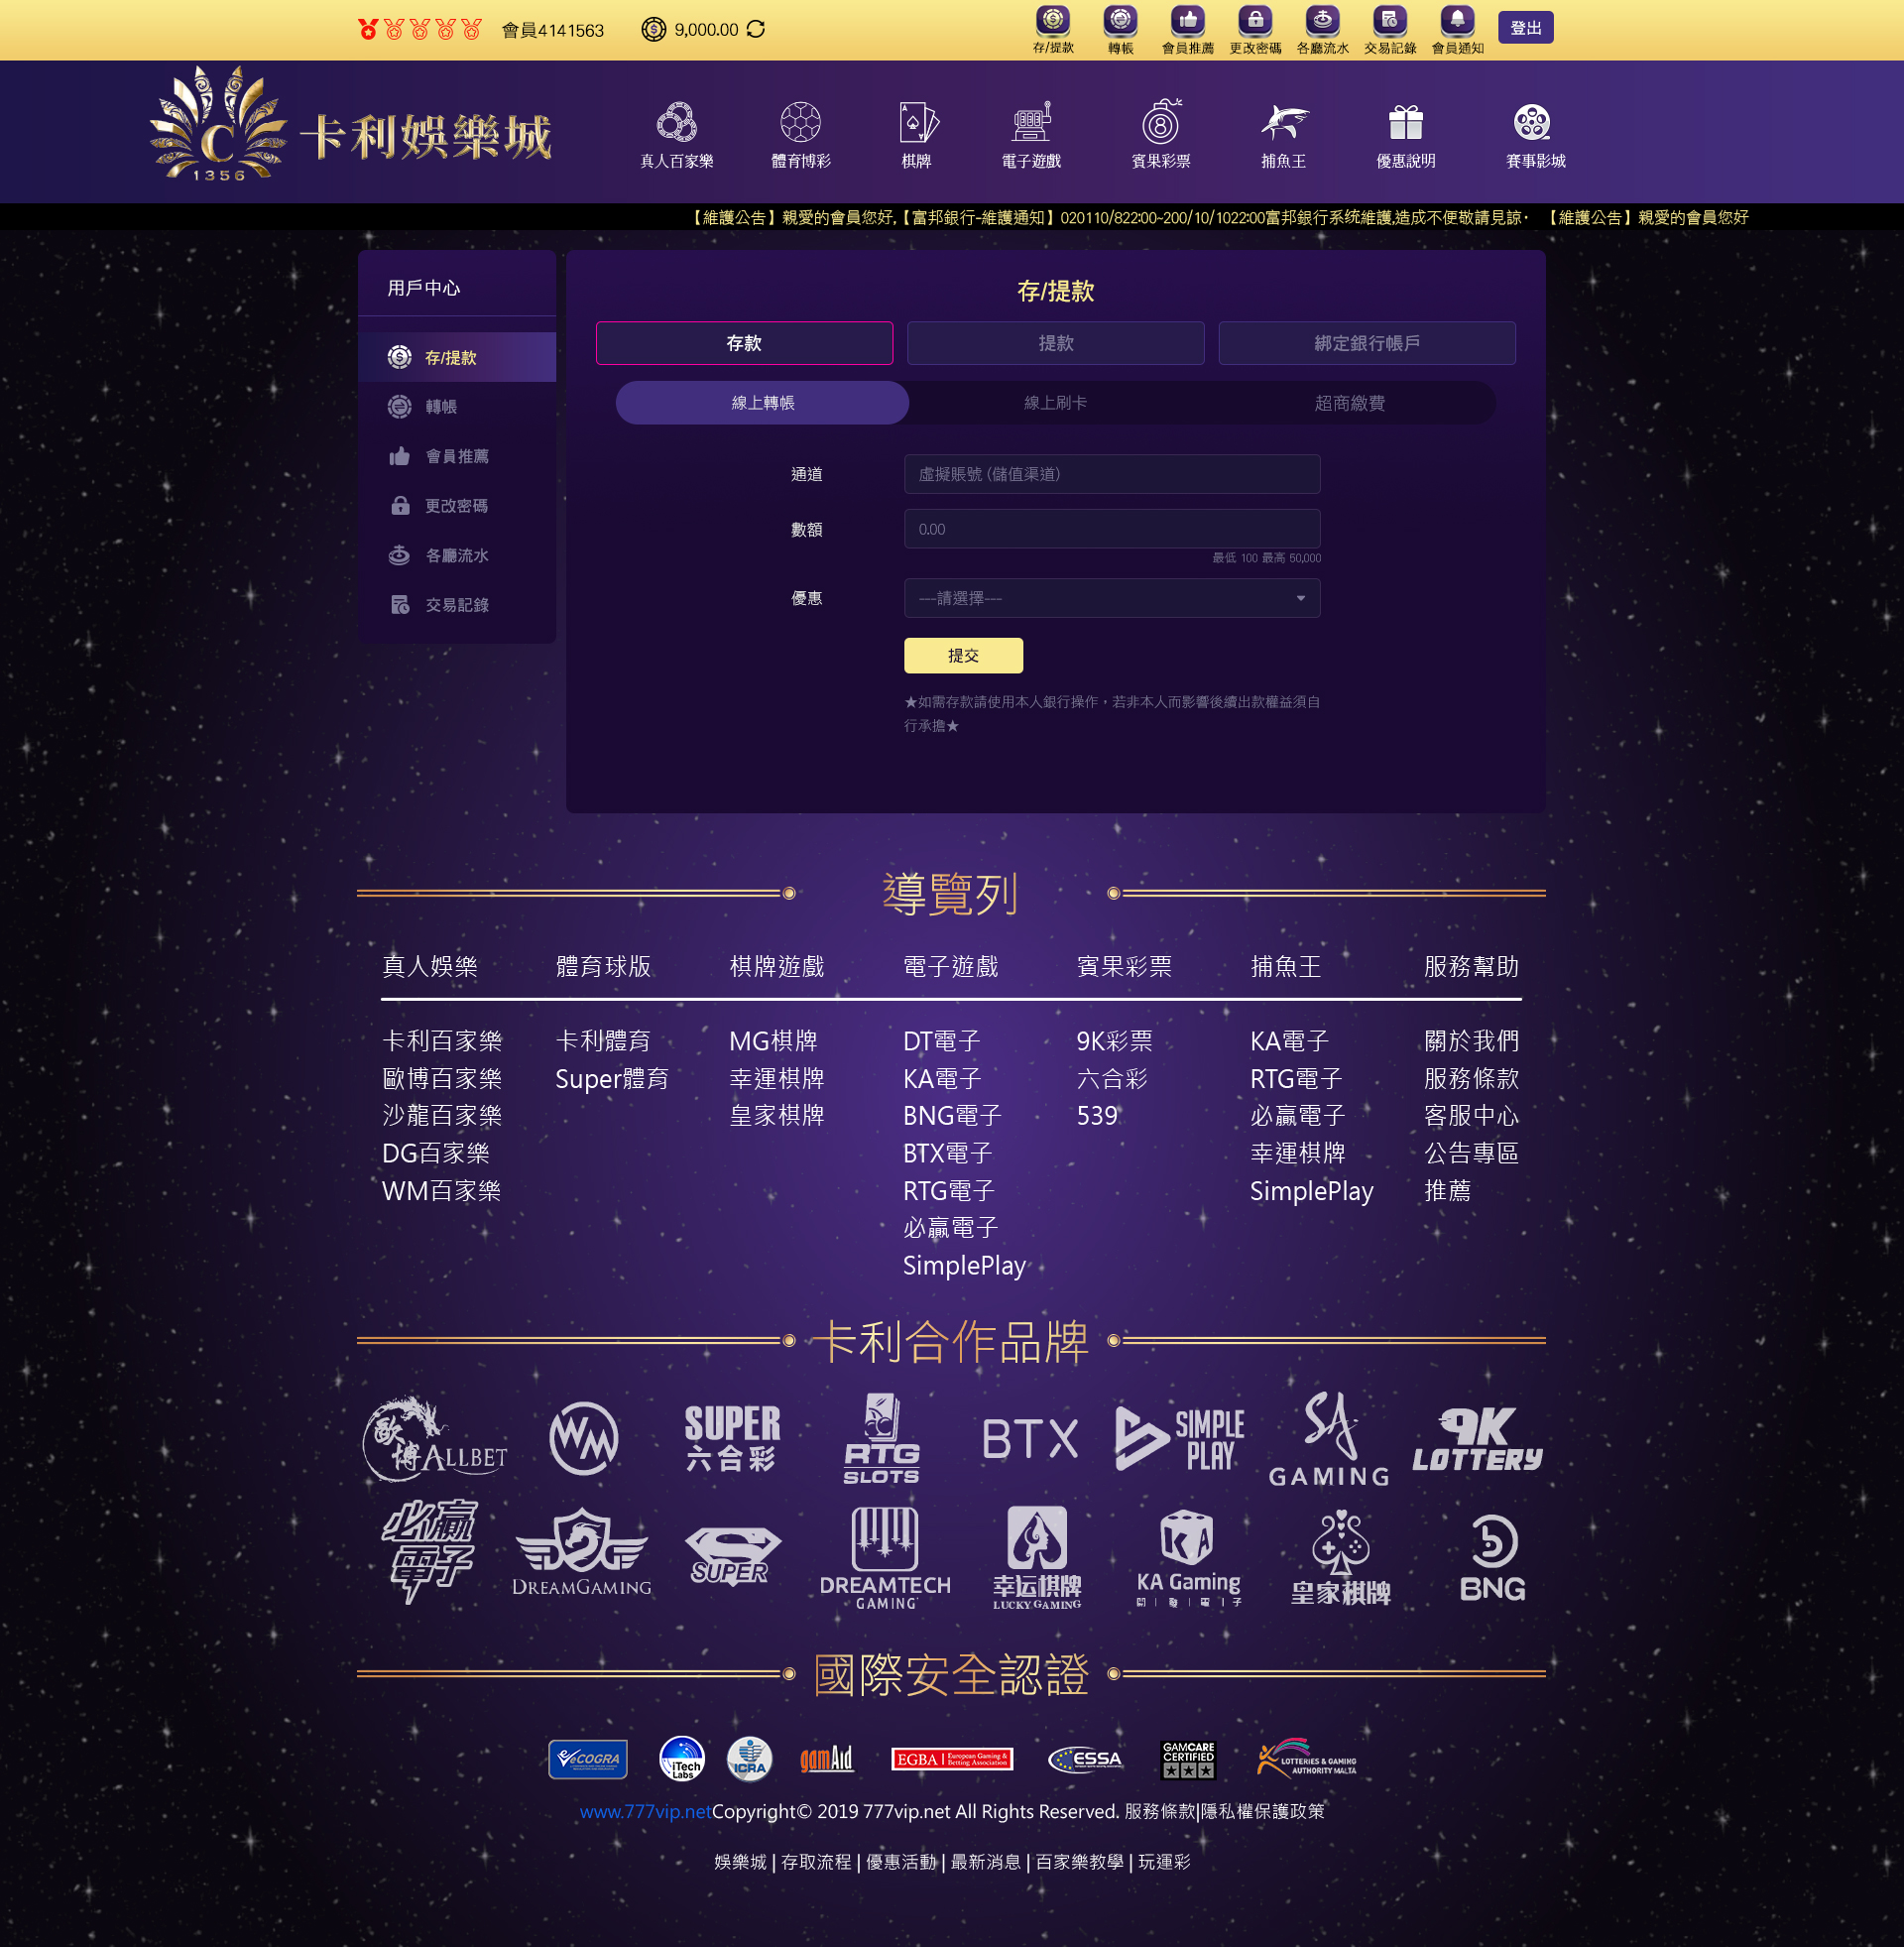 會員4141563
9,000.00
存/提款
轉帳
會員推薦
更改密碼
各廳流水
交易記錄
會員通知
登出
C
1356
卡利娛樂城
真人百家樂
體育博彩
棋牌
電子遊戲
賓果彩票
捕魚王
優惠說明
賽事影城
【維護公告】親愛的會員您好,【富邦銀行-維護通知】020110/822:00~200/10/1022:00富邦銀行系统維護,造成不便敬請見諒· 【維護公告】親愛的會員您好
用戶中心
存/提款
轉帳
會員推薦
更改密碼
各廳流水
交易記錄
存/提款
存款
提款
綁定銀行帳戶
線上轉帳
線上刷卡
超商繳費
通道
虛擬賬號 (儲值渠道)
數額
0.00
最低 100 最高 50,000
優惠
---請選擇---
提交
★如需存款請使用本人銀行操作，若非本人而影響後續出款權益須自
行承擔★
導覽列
真人娛樂
體育球版
棋牌遊戲
電子遊戲
賓果彩票
捕魚王
服務幫助
卡利百家樂
歐博百家樂
沙龍百家樂
DG百家樂
WM百家樂
卡利體育
Super體育
MG棋牌
幸運棋牌
皇家棋牌
DT電子
KA電子
BNG電子
BTX電子
RTG電子
必贏電子
SimplePlay
9K彩票
六合彩
539
KA電子
RTG電子
必贏電子
幸運棋牌
SimplePlay
關於我們
服務條款
客服中心
公告專區
推薦
卡利合作品牌
歐博ALLBET
WM
SUPER
六合彩
RTG
SLOTS
BTX
SIMPLE
PLAY
SA
GAMING
9K
LOTTERY
必贏
電子
DG
DREAMGAMING
SUPER
DREAMTECH
GAMING
幸运棋牌
LUCKY GAMING
KA
KA Gaming
開|發|電|子
皇家棋牌
BNG
國際安全認證
eCOGRA
iTech
Labs
ICRA
gamAid
EGBA
European Gaming &
Betting Association
ESSA
GAMCARE
CERTIFIED
LOTTERIES & GAMING
AUTHORITY MALTA
www.777vip.netCopyright© 2019 777vip.net All Rights Reserved. 服務條款|隱私權保護政策
娛樂城 | 存取流程 | 優惠活動 | 最新消息 | 百家樂教學 | 玩運彩